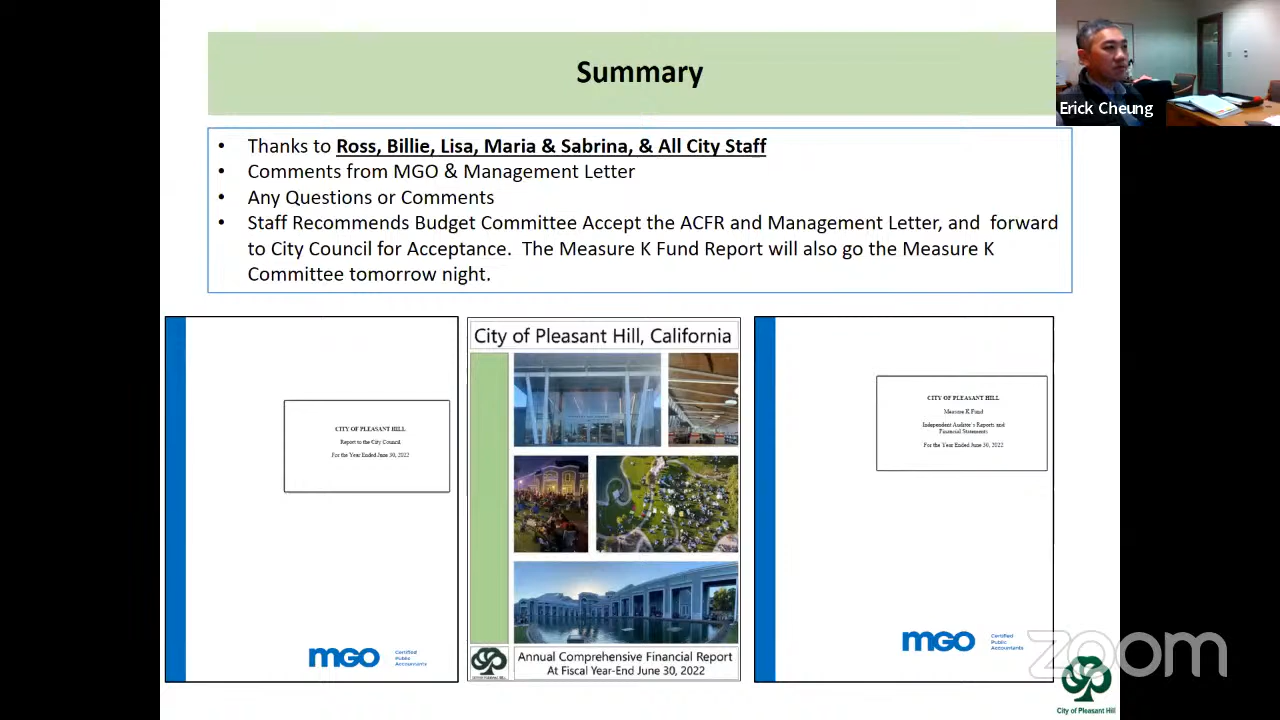 Summary
Erick Cheung
• Thanks to Ross, Billie, Lisa, Maria & Sabrina, & All City Staff
• Comments from MGO & Management Letter
• Any Questions or Comments
• Staff Recommends Budget Committee Accept the ACFR and Management Letter, and forward
to City Council for Acceptance. The Measure K Fund Report will also go the Measure K
Committee tomorrow night.
CITY OF PLEASANT HILL
Report to the City Council
For the Year Ended June 30, 2022
mgo
Certified
Public
Accountants
City of Pleasant Hill, California
Annual Comprehensive Financial Report
At Fiscal Year-End June 30, 2022
CITY OF PLEASANT HILL
Measure K Fund
Independent Auditor's Reports and
Financial Statements
For the Year Ended June 30, 2022
mgo
Certified
Public
Accountants
zoom
City of Pleasant Hill